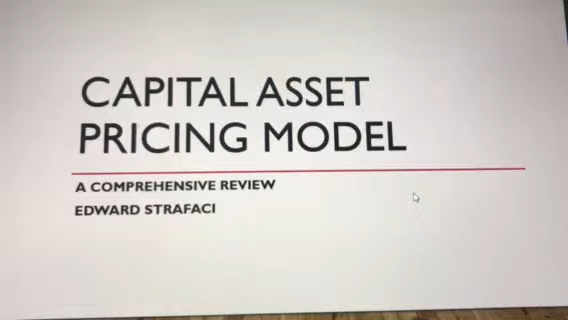 CAPITAL ASSET
PRICING MODEL
A COMPREHENSIVE REVIEW
EDWARD STRAFACI